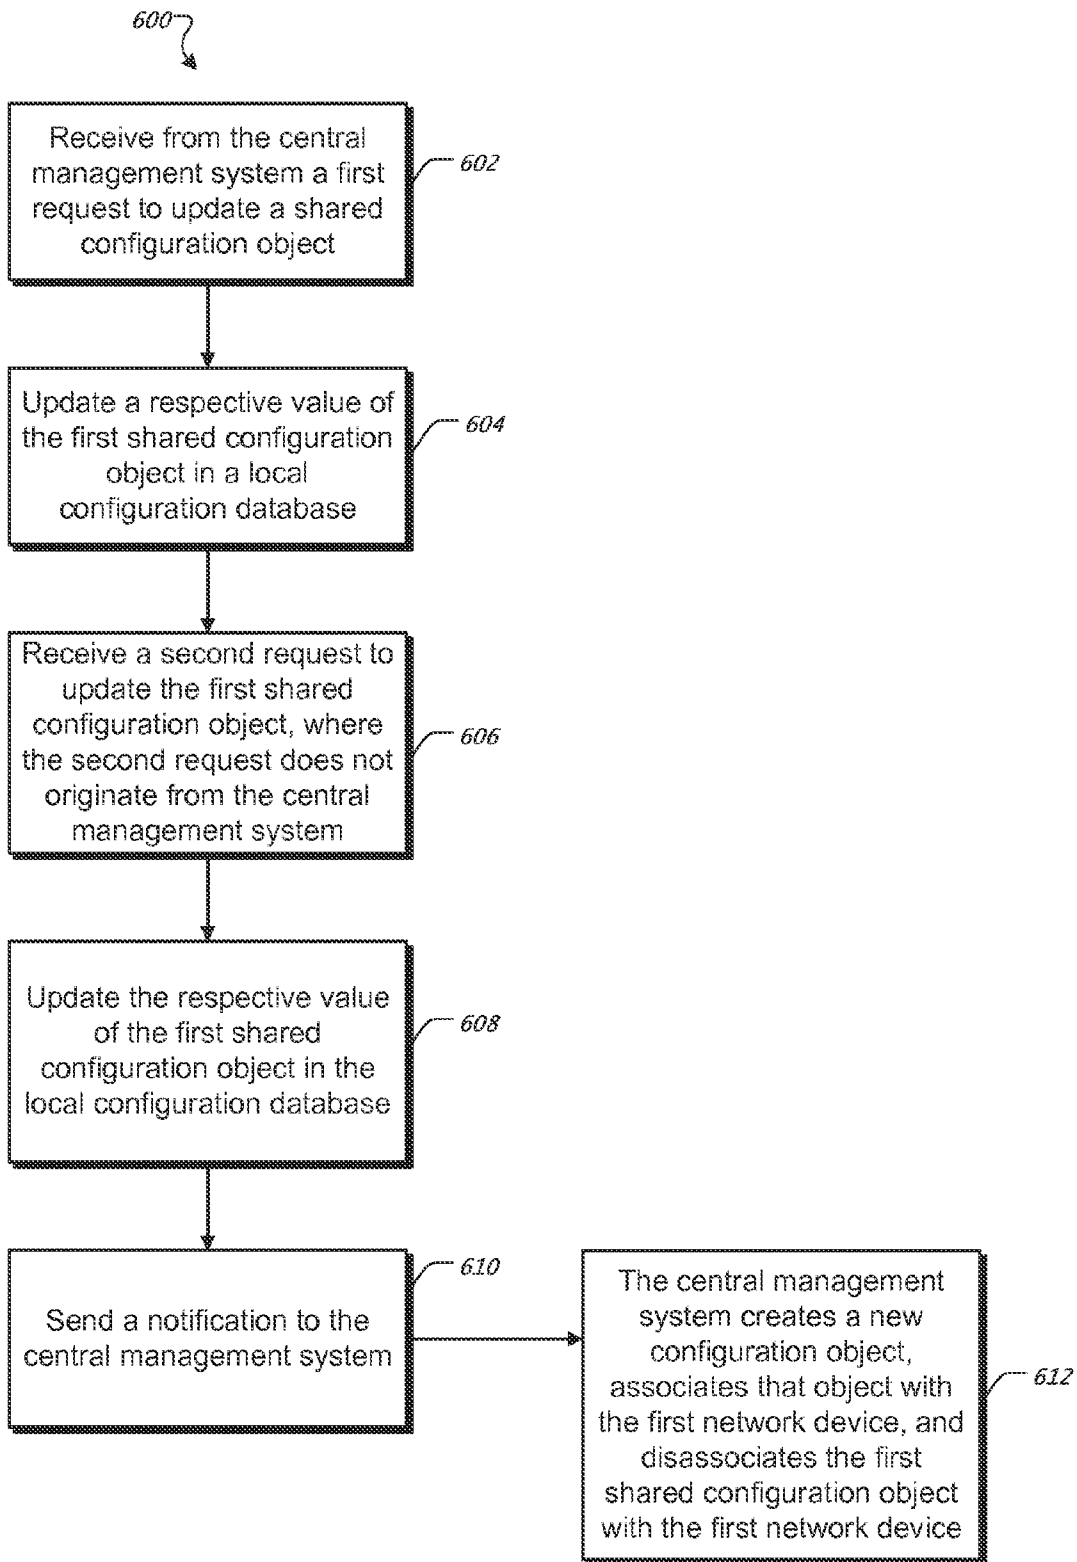 600
Receive from the central
management system a first
request to update a shared
configuration object
602
Update a respective value of
the first shared configuration
object in a local
configuration database
604
Receive a second request to
update the first shared
configuration object, where
the second request does not
originate from the central
management system
606
Update the respective value
of the first shared
configuration object in the
local configuration database
608
Send a notification to the
central management system
610
The central management
system creates a new
configuration object,
associates that object with
the first network device, and
disassociates the first
shared configuration object
with the first network device
612